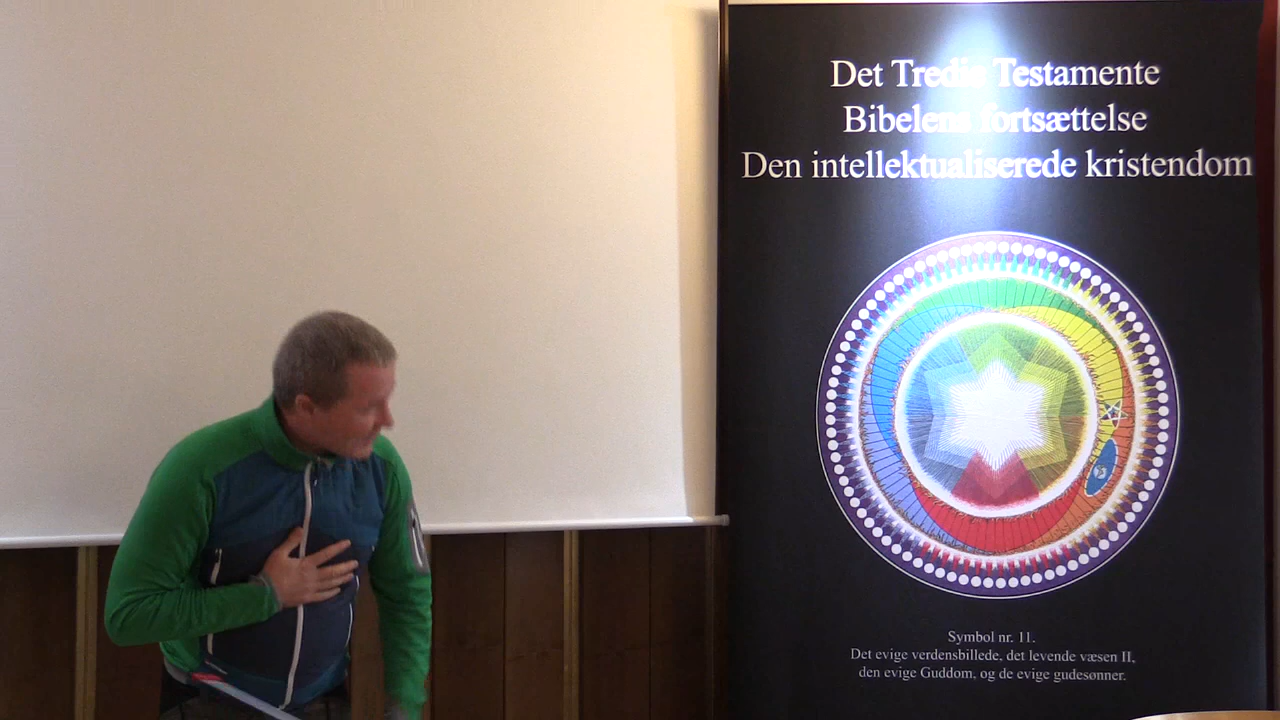 Det Tredie Testamente
Bibelens fortsættelse
Den intellektualiserede kristendom
Symbol nr. 11.
Det evige verdensbillede, det levende væsen II,
den evige Guddom, og de evige gudesønner.